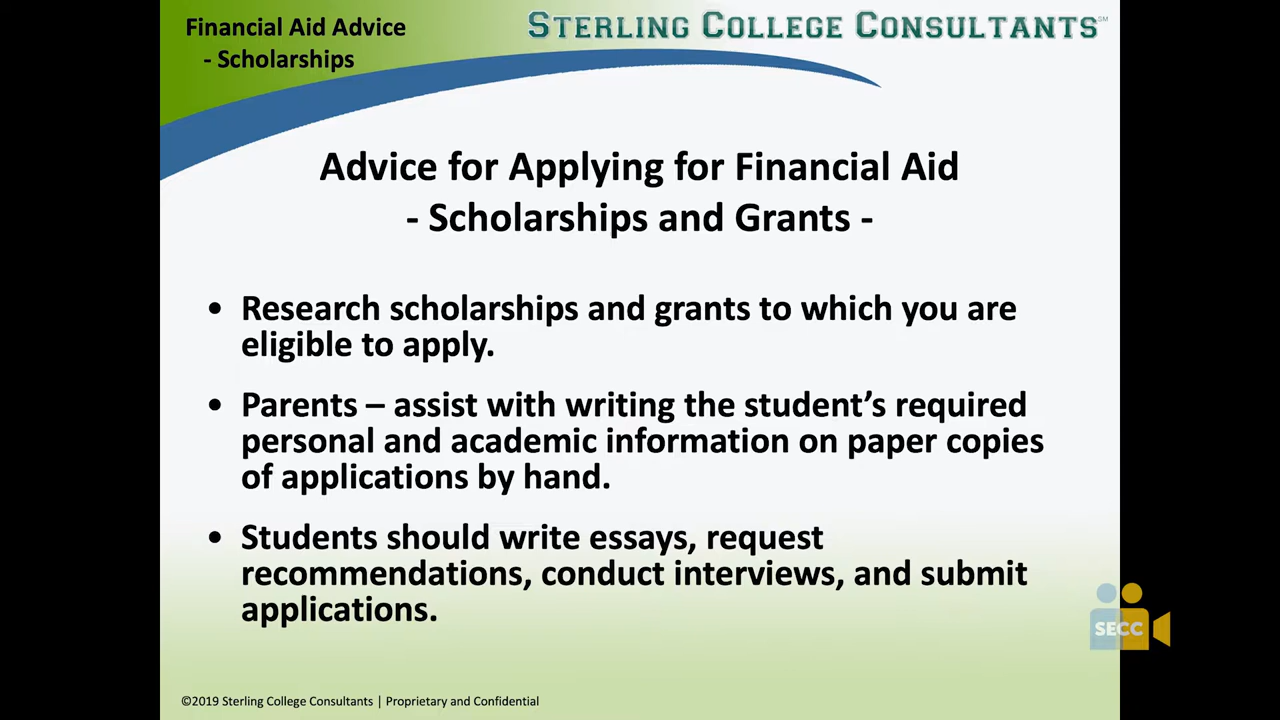 Financial Aid Advice
- Scholarships
STERLING COLLEGE CONSULTANTS℠
Advice for Applying for Financial Aid
- Scholarships and Grants -
• Research scholarships and grants to which you are
eligible to apply.
• Parents – assist with writing the student’s required
personal and academic information on paper copies
of applications by hand.
• Students should write essays, request
recommendations, conduct interviews, and submit
applications.
SECC
©2019 Sterling College Consultants | Proprietary and Confidential